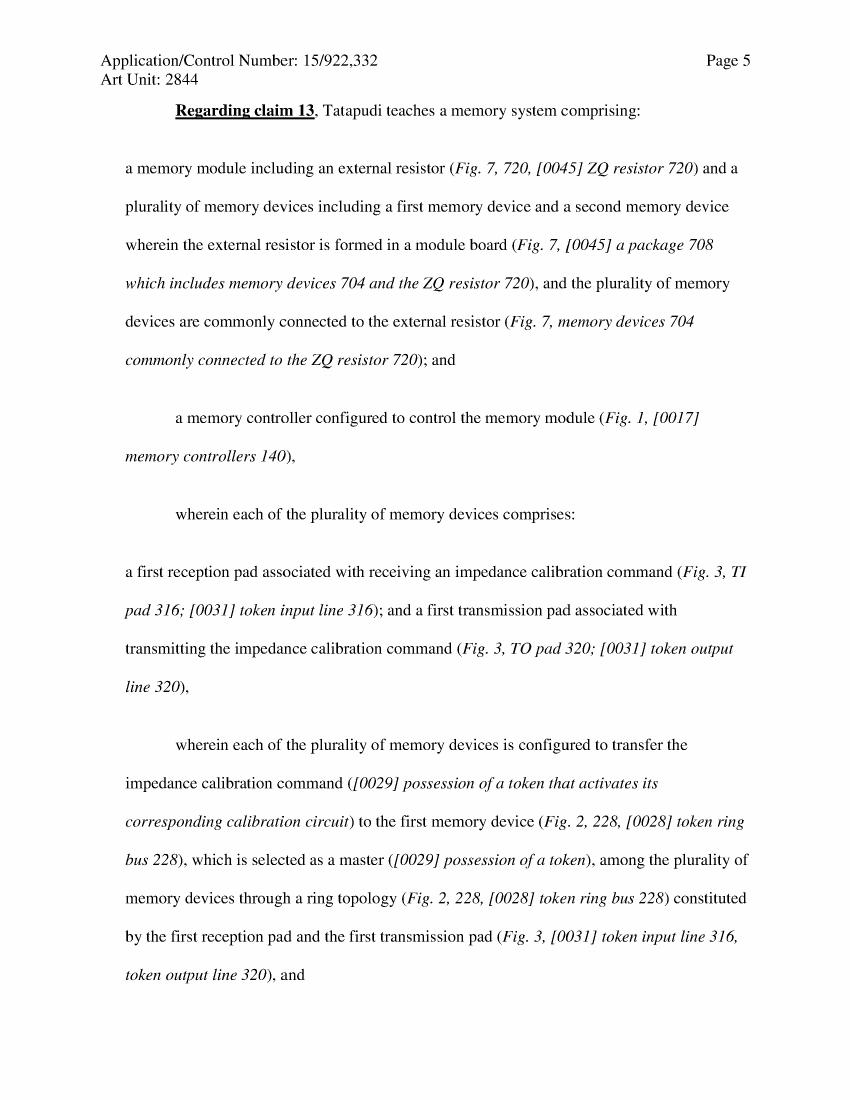 Application/Control Number: 15/922,332 Page 5
Art Unit: 2844
Regarding claim 13, Tatapudi teaches a memory system comprising:
a memory module including an external resistor (Fig. 7, 720, [0045] ZQ resistor 720) and a
plurality of memory devices including a first memory device and a second memory device
wherein the external resistor is formed in a module board (Fig. 7, [0045] a package 708
which includes memory devices 704 and the ZQ resistor 720), and the plurality of memory
devices are commonly connected to the external resistor (Fig. 7, memory devices 704
commonly connected to the ZQ resistor 720); and
a memory controller configured to control the memory module (Fig. 1, [0017]
memory controllers 140),
wherein each of the plurality of memory devices comprises:
a first reception pad associated with receiving an impedance calibration command (Fig. 3, TI
pad 316; [0031] token input line 316); and a first transmission pad associated with
transmitting the impedance calibration command (Fig. 3, TO pad 320; [0031] token output
line 320),
wherein each of the plurality of memory devices is configured to transfer the
impedance calibration command ([0029] possession of a token that activates its
corresponding calibration circuit) to the first memory device (Fig. 2, 228, [0028] token ring
bus 228), which is selected as a master ([0029] possession of a token), among the plurality of
memory devices through a ring topology (Fig. 2, 228, [0028] token ring bus 228) constituted
by the first reception pad and the first transmission pad (Fig. 3, [0031] token input line 316,
token output line 320), and